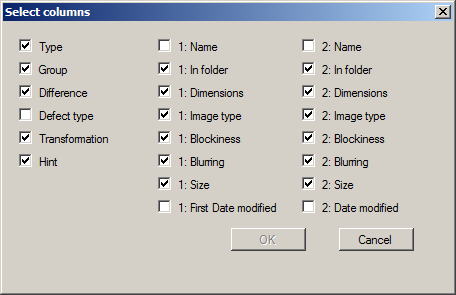 Select columns
Type 1: Name 2: Name
Group 1: In folder 2: In folder
Difference 1: Dimensions 2: Dimensions
Defect type 1: Image type 2: Image type
Transformation 1: Blockiness 2: Blockiness
Hint 1: Blurring 2: Blurring
1: Size 2: Size
1: First Date modified 2: Date modified
OK Cancel